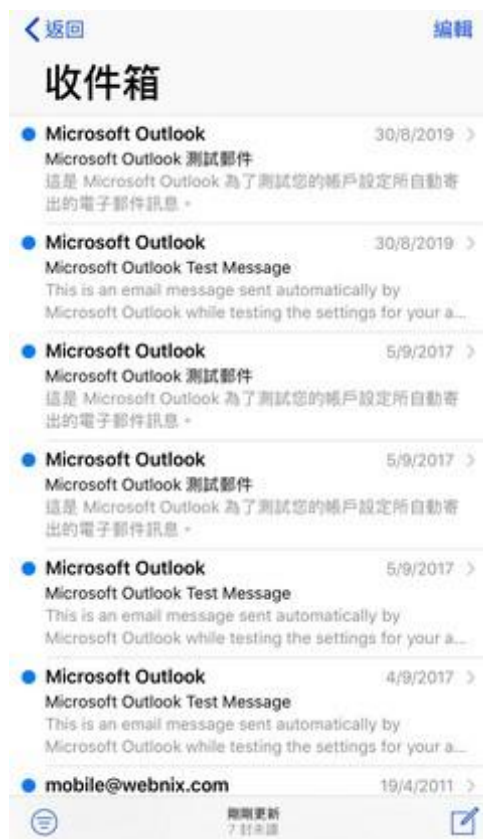 返回 編輯
收件箱
Microsoft Outlook 30/8/2019
Microsoft Outlook 測試郵件
這是 Microsoft Outlook 為了測試您的帳戶設定所自動寄
出的電子郵件訊息。
Microsoft Outlook 30/8/2019
Microsoft Outlook Test Message
This is an email message sent automatically by
Microsoft Outlook while testing the settings for your a...
Microsoft Outlook 5/9/2017
Microsoft Outlook 測試郵件
這是 Microsoft Outlook 為了測試您的帳戶設定所自動寄
出的電子郵件訊息。
Microsoft Outlook 5/9/2017
Microsoft Outlook 測試郵件
這是 Microsoft Outlook 為了測試您的帳戶設定所自動寄
出的電子郵件訊息。
Microsoft Outlook 5/9/2017
Microsoft Outlook Test Message
This is an email message sent automatically by
Microsoft Outlook while testing the settings for your a...
Microsoft Outlook 4/9/2017
Microsoft Outlook Test Message
This is an email message sent automatically by
Microsoft Outlook while testing the settings for your a...
mobile@webnix.com 19/4/2011
剛剛更新
7 封未讀